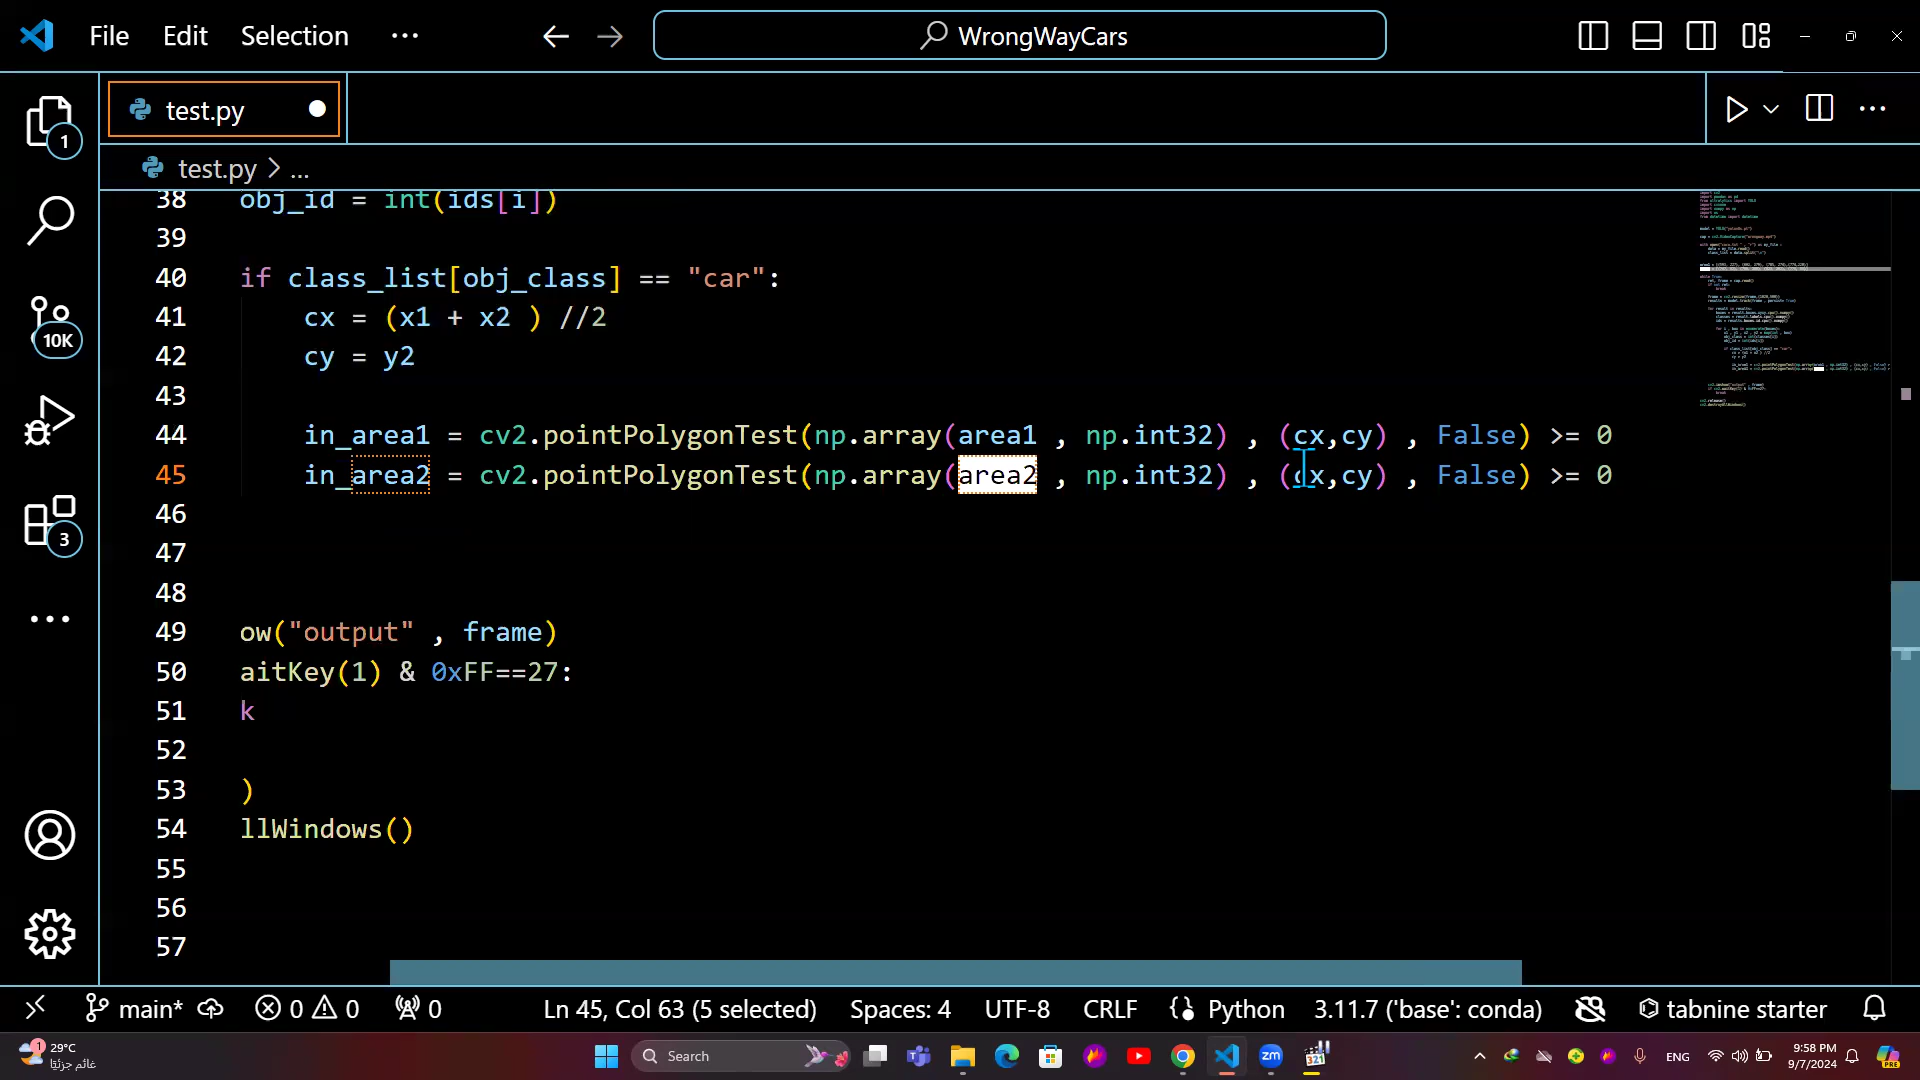 File Edit Selection ···
WrongWayCars
test.py
test.py > ...
38 obj_id = int(ids[i])
39
40 if class_list[obj_class] == "car":
41 cx = (x1 + x2 ) //2
42 cy = y2
43
44 in_area1 = cv2.pointPolygonTest(np.array(area1 , np.int32) , (cx,cy) , False) >= 0
45 in_area2 = cv2.pointPolygonTest(np.array(area2 , np.int32) , (cx,cy) , False) >= 0
46
47
48
49 ow("output" , frame)
50 aitKey(1) & 0xFF==27:
51 k
52
53 )
54 llWindows()
55
56
57
1
10K
3
main* 0 0 0 Ln 45, Col 63 (5 selected) Spaces: 4 UTF-8 CRLF Python 3.11.7 ('base': conda) tabnine starter
1 29°C
غائم جزئيًا
Search
zm
321
ENG
9:58 PM
9/7/2024
PRE